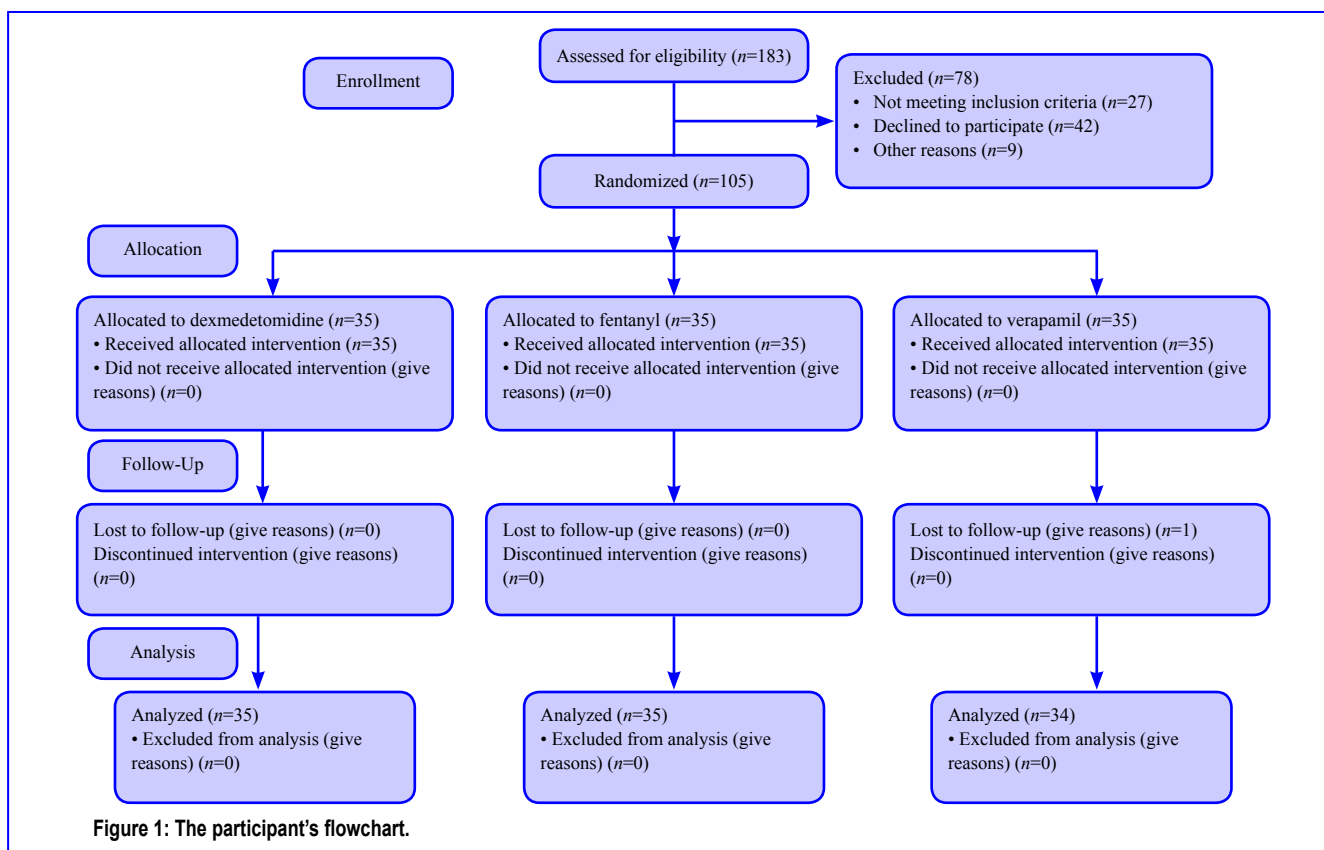 Assessed for eligibility (n=183)
Enrollment
Excluded (n=78)
• Not meeting inclusion criteria (n=27)
• Declined to participate (n=42)
• Other reasons (n=9)
Randomized (n=105)
Allocation
Allocated to dexmedetomidine (n=35)
• Received allocated intervention (n=35)
• Did not receive allocated intervention (give
reasons) (n=0)
Allocated to fentanyl (n=35)
• Received allocated intervention (n=35)
• Did not receive allocated intervention (give
reasons) (n=0)
Allocated to verapamil (n=35)
• Received allocated intervention (n=35)
• Did not receive allocated intervention (give
reasons) (n=0)
Follow-Up
Lost to follow-up (give reasons) (n=0)
Discontinued intervention (give reasons)
(n=0)
Lost to follow-up (give reasons) (n=0)
Discontinued intervention (give reasons)
(n=0)
Lost to follow-up (give reasons) (n=1)
Discontinued intervention (give reasons)
(n=0)
Analysis
Analyzed (n=35)
• Excluded from analysis (give
reasons) (n=0)
Analyzed (n=35)
• Excluded from analysis (give
reasons) (n=0)
Analyzed (n=34)
• Excluded from analysis (give
reasons) (n=0)
Figure 1: The participant's flowchart.